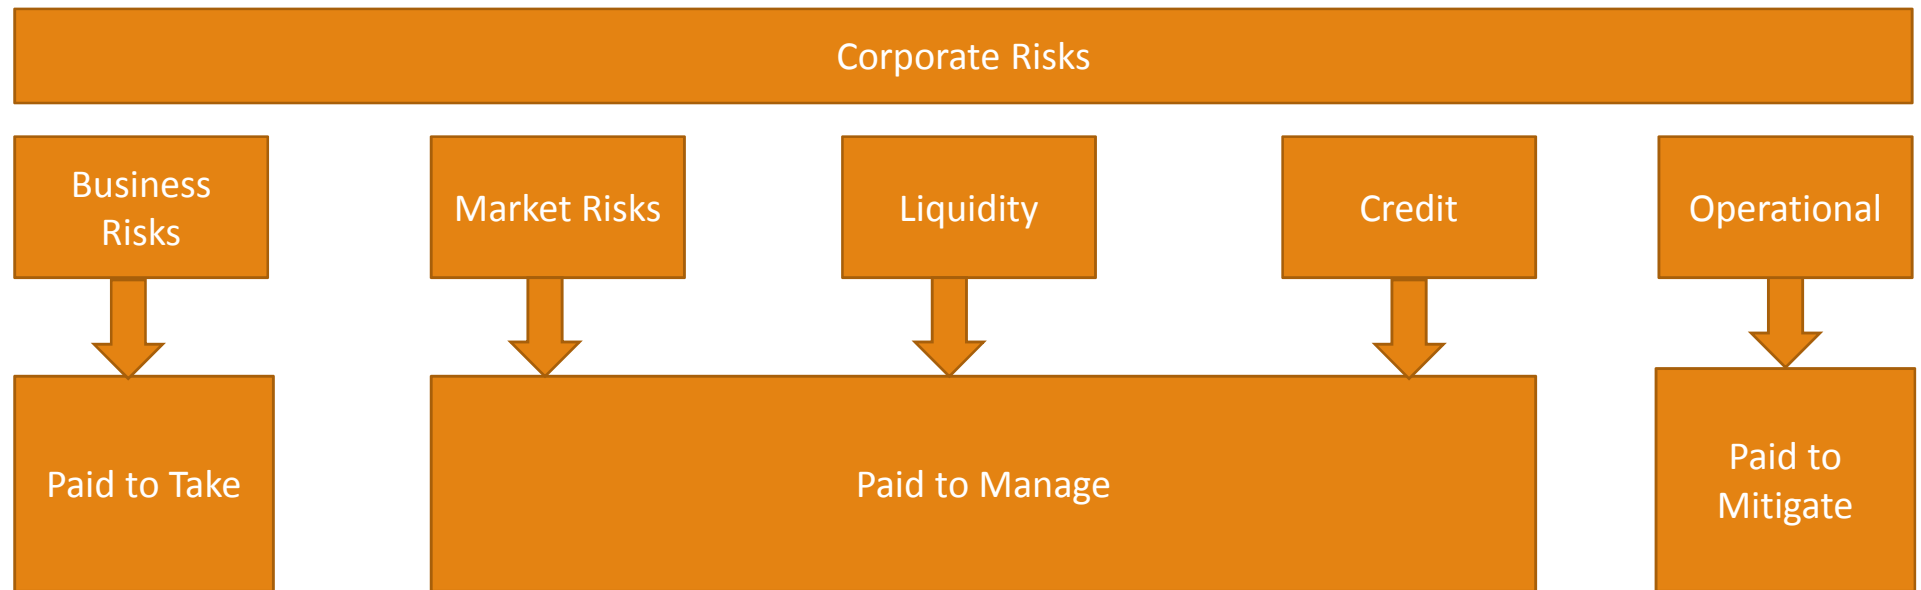 Corporate Risks
Business
Risks
Market Risks
Liquidity
Credit
Operational
Paid to Take
Paid to Manage
Paid to
Mitigate